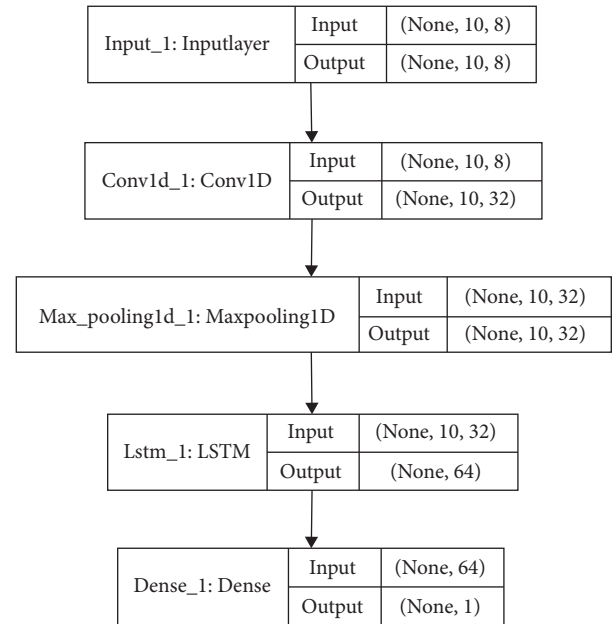 Input_1: Inputlayer
Input (None, 10, 8)
Output (None, 10, 8)
Conv1d_1: Conv1D
Input (None, 10, 8)
Output (None, 10, 32)
Max_pooling1d_1: Maxpooling1D
Input (None, 10, 32)
Output (None, 10, 32)
Lstm_1: LSTM
Input (None, 10, 32)
Output (None, 64)
Dense_1: Dense
Input (None, 64)
Output (None, 1)